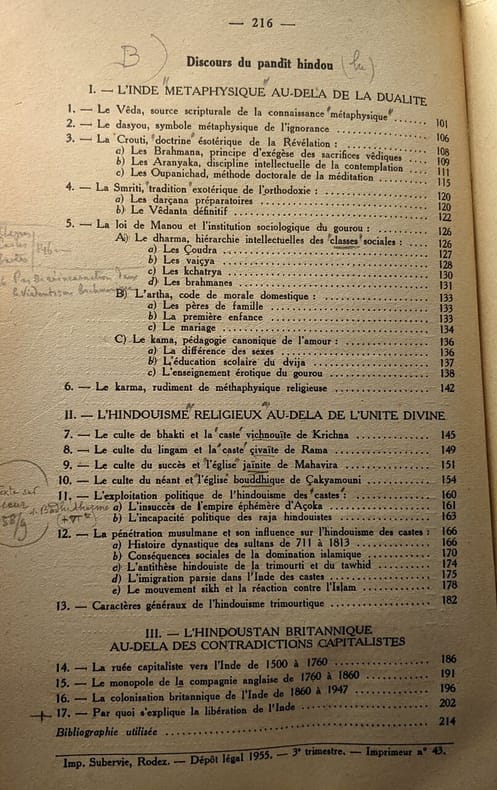 — 216 —
B)
Discours du pandit hindou (lu)
I. — L'INDE "METAPHYSIQUE" AU-DELA DE LA DUALITE
1. — Le Vêda, source scripturale de la connaissance "métaphysique" ..... 101
2. — Le dasyou, symbole métaphysique de l'ignorance ..... 106
3. — La Crouti, "doctrine" ésotérique de la Révélation : ..... 108
a) Les Brahmana, principe d'exégèse des sacrifices vêdiques .... 109
b) Les Aranyaka, discipline intellectuelle de la contemplation .... 111
c) Les Oupanichad, méthode doctorale de la méditation ..... 115
4. — La Smriti, "tradition" exotérique de l'orthodoxie :
a) Les darçana préparatoires ..... 120
b) Le Vêdânta définitif ..... 120
122
5. — La loi de Manou et l'institution sociologique du gourou : ..... 126
A) Le dharma, hiérarchie intellectuelles des "classes" sociales : ..... 126
a) Les Çoudra ..... 127
b) Les vaiçya ..... 128
c) Les kchatrya ..... 130
d) Les brahmanes ..... 131
B) L'artha, code de morale domestique : ..... 133
a) Les pères de famille ..... 133
b) La première enfance ..... 133
c) Le mariage ..... 134
C) Le kama, pédagogie canonique de l'amour : ..... 136
a) La différence des sexes ..... 136
b) L'éducation scolaire du dvija ..... 137
c) L'enseignement érotique du gourou ..... 138
6. — Le karma, rudiment de méthaphysique religieuse ..... 142
II. — L'HINDOUISME "RELIGIEUX" AU-DELA DE L'UNITE DIVINE
7. — Le culte de bhakti et la "caste" vichnouïte de Krichna ..... 145
8. — Le culte du lingam et la "caste" çivaïte de Rama ..... 149
9. — Le culte du succès et "l'église" jaïnite de Mahavira ..... 151
10. — Le culte du néant et "l'église" bouddhique de Çakyamouni ..... 154
11. — L'exploitation politique de l'hindouisme des "castes" : ..... 160
a) L'insuccès de l'empire éphémère d'Açoka ..... 161
b) L'incapacité politique des raja hindouistes ..... 163
12. — La pénétration musulmane et son influence sur l'hindouisme des castes : ..... 166
a) Histoire dynastique des sultans de 711 à 1813 ..... 166
b) Conséquences sociales de la domination islamique ..... 170
c) L'antithèse hindouiste de la trimourti et du tawhid ..... 174
d) L'imigration parsie dans l'Inde des castes ..... 175
e) Le mouvement sikh et la réaction contre l'Islam ..... 178
13. — Caractères généraux de l'hindouisme trimourtique ..... 182
III. — L'HINDOUSTAN BRITANNIQUE
AU-DELA DES CONTRADICTIONS CAPITALISTES
14. — La ruée capitaliste vers l'Inde de 1500 à 1760 ..... 186
15. — Le monopole de la compagnie anglaise de 1760 à 1860 ..... 191
16. — La colonisation britannique de l'Inde de 1860 à 1947 ..... 196
+ 17. — Par quoi s'explique la libération de l'Inde ..... 202
Bibliographie utilisée ..... 214
Imp. Subervie, Rodez. — Dépôt légal 1955. — 3e trimestre. — Imprimeur n° 43.